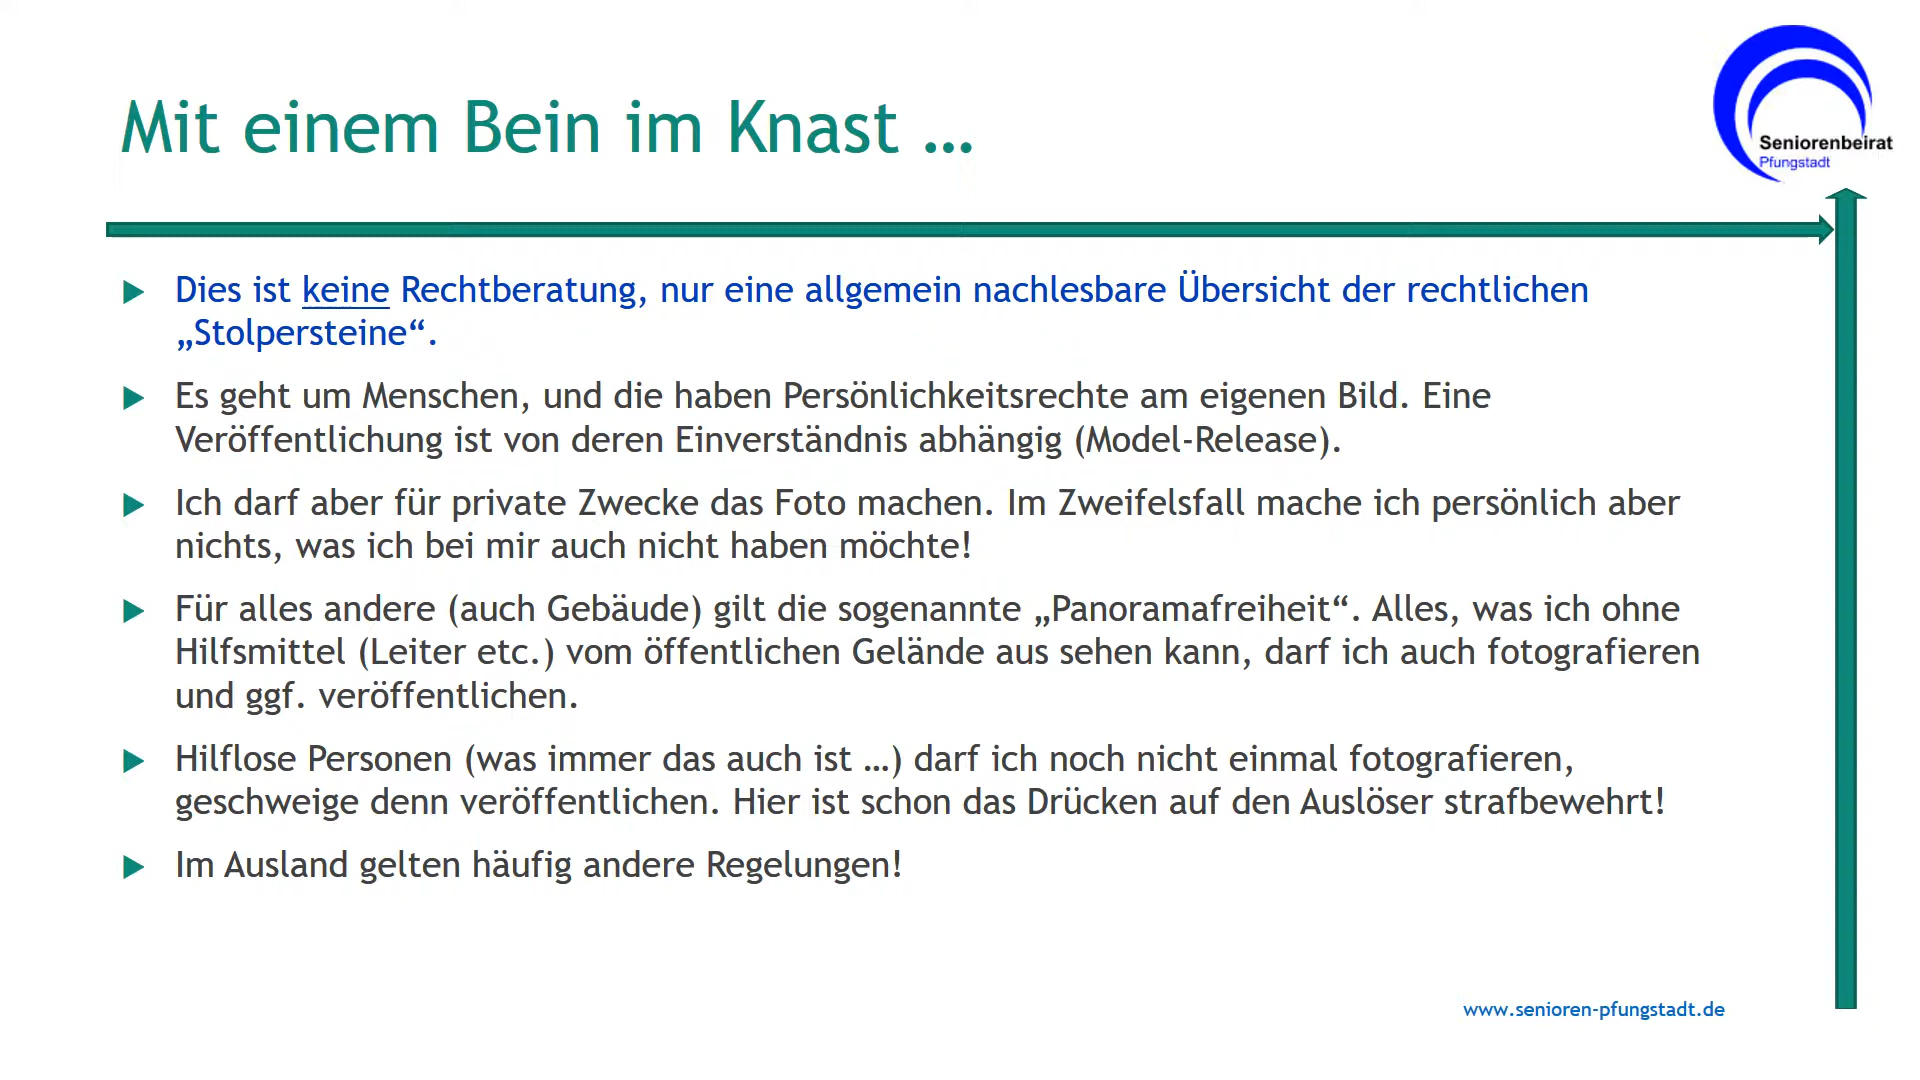 Mit einem Bein im Knast …
Seniorenbeirat
Pfungstadt
Dies ist keine Rechtberatung, nur eine allgemein nachlesbare Übersicht der rechtlichen
„Stolpersteine“.
Es geht um Menschen, und die haben Persönlichkeitsrechte am eigenen Bild. Eine
Veröffentlichung ist von deren Einverständnis abhängig (Model-Release).
Ich darf aber für private Zwecke das Foto machen. Im Zweifelsfall mache ich persönlich aber
nichts, was ich bei mir auch nicht haben möchte!
Für alles andere (auch Gebäude) gilt die sogenannte „Panoramafreiheit“. Alles, was ich ohne
Hilfsmittel (Leiter etc.) vom öffentlichen Gelände aus sehen kann, darf ich auch fotografieren
und ggf. veröffentlichen.
Hilflose Personen (was immer das auch ist …) darf ich noch nicht einmal fotografieren,
geschweige denn veröffentlichen. Hier ist schon das Drücken auf den Auslöser strafbewehrt!
Im Ausland gelten häufig andere Regelungen!
www.senioren-pfungstadt.de